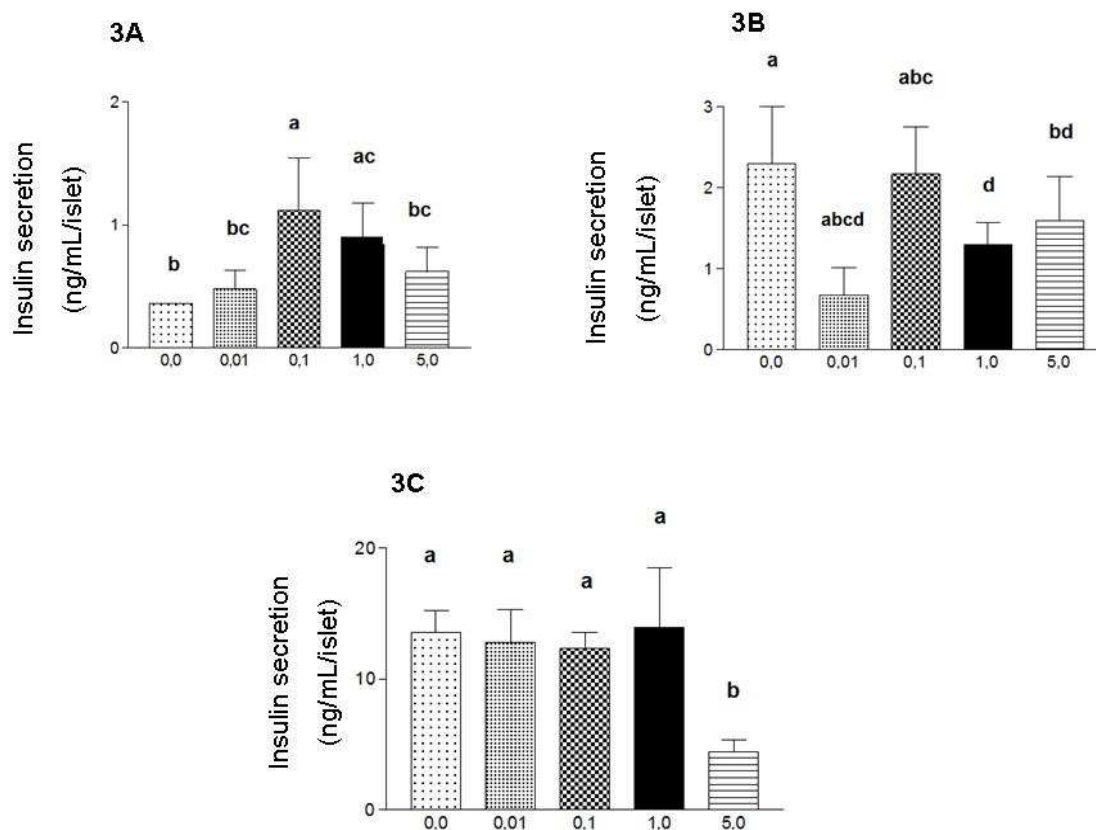 3A
Insulin secretion
(ng/mL/islet)
2
1
0
b
bc
a
ac
bc
0,0
0,01
0,1
1,0
5,0
3B
Insulin secretion
(ng/mL/islet)
3
2
1
0
a
abcd
abc
d
bd
0,0
0,01
0,1
1,0
5,0
3C
Insulin secretion
(ng/mL/islet)
20
10
0
a
a
a
a
b
0,0
0,01
0,1
1,0
5,0